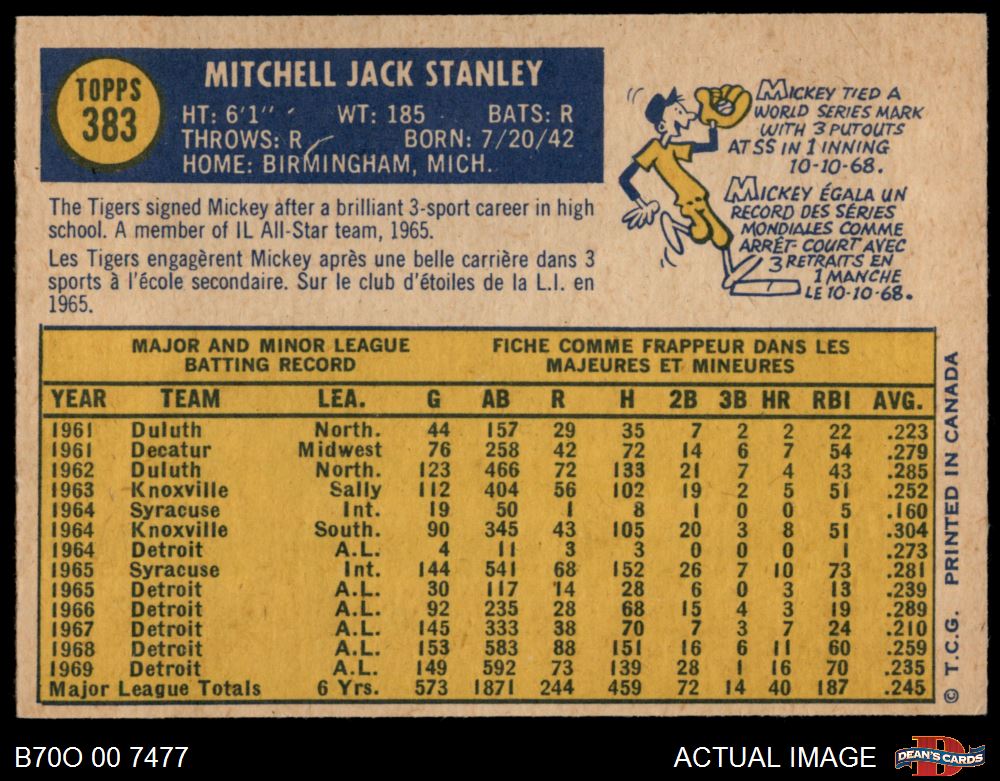 TOPPS
383
MITCHELL JACK STANLEY
HT: 6'1" WT: 185 BATS: R
THROWS: R BORN: 7/20/42
HOME: BIRMINGHAM, MICH.
The Tigers signed Mickey after a brilliant 3-sport career in high
school. A member of IL All-Star team, 1965.
Les Tigers engagèrent Mickey après une belle carrière dans 3
sports à l'école secondaire. Sur le club d'étoiles de la L.I. en
1965.
MICKEY TIED A
WORLD SERIES MARK
WITH 3 PUTOUTS
AT SS IN 1 INNING
10-10-68.
MICKEY ÉGALA UN
RECORD DES SÉRIES
MONDIALES COMME
ARRÊT-COURT AVEC
3 RETRAITS EN
1 MANCHE
LE 10-10-68.
MAJOR AND MINOR LEAGUE
BATTING RECORD
FICHE COMME FRAPPEUR DANS LES
MAJEURES ET MINEURES
YEAR TEAM LEA. G AB R H 2B 3B HR RBI AVG.
1961 Duluth North. 44 157 29 35 7 2 2 22 .223
1961 Decatur Midwest 76 258 42 72 14 6 7 54 .279
1962 Duluth North. 123 466 72 133 21 7 4 43 .285
1963 Knoxville Sally 112 404 56 102 19 2 5 51 .252
1964 Syracuse Int. 19 50 1 8 1 0 0 5 .160
1964 Knoxville South. 90 345 43 105 20 3 8 51 .304
1964 Detroit A.L. 4 11 3 3 0 0 0 1 .273
1965 Syracuse Int. 144 541 68 152 26 7 10 73 .281
1965 Detroit A.L. 30 117 14 28 6 0 3 13 .239
1966 Detroit A.L. 92 235 28 68 15 4 3 19 .289
1967 Detroit A.L. 145 333 38 70 7 3 7 24 .210
1968 Detroit A.L. 153 583 88 151 16 6 11 60 .259
1969 Detroit A.L. 149 592 73 139 28 1 16 70 .235
Major League Totals 6 Yrs. 573 1871 244 459 72 14 40 187 .245
© T.C.G. PRINTED IN CANADA
B70O 00 7477
ACTUAL IMAGE
D
DEAN'S CARDS